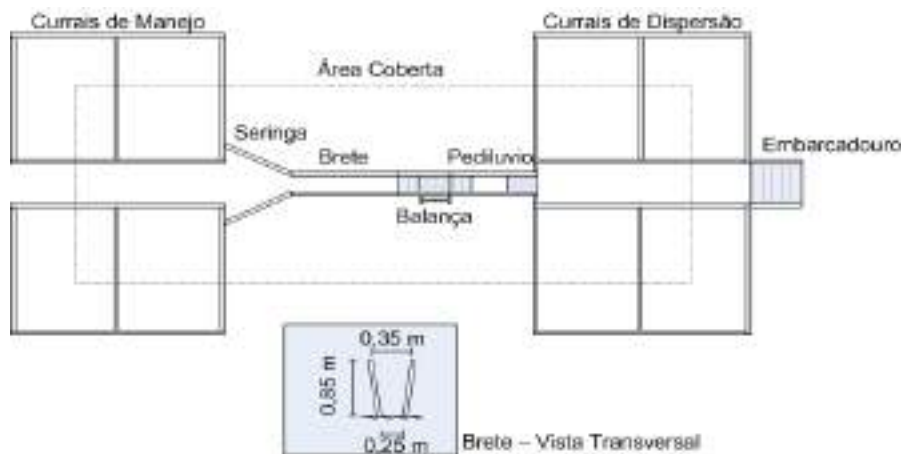 Currais de Manejo
Currais de Dispersão
Área Coberta
Seringa
Brete
Pediluvio
Embarcadouro
Balança
0,35 m
0,85 m
0,25 m
Brete – Vista Transversal